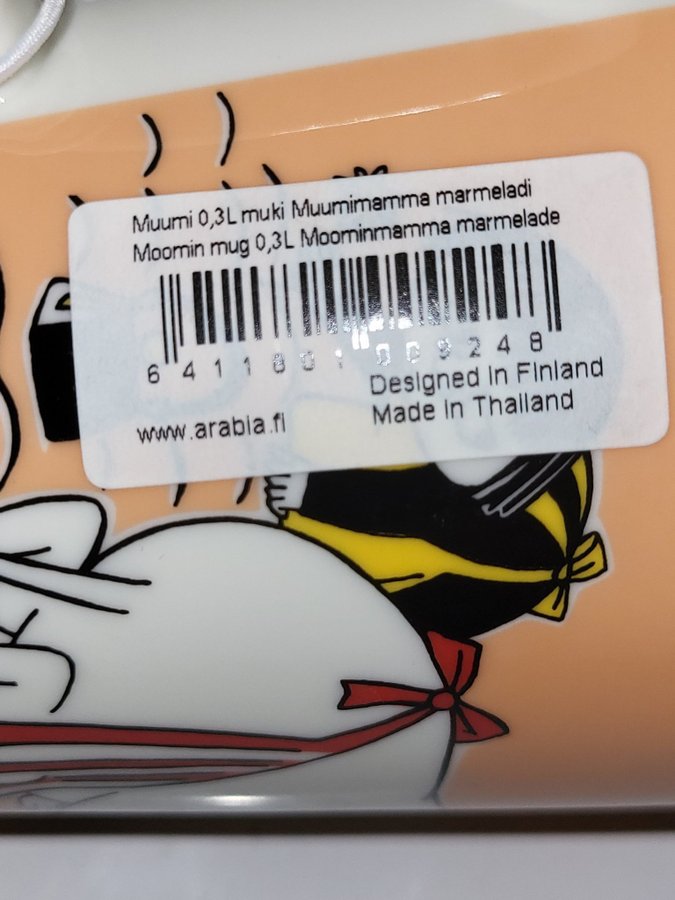 Muumi 0,3L muki Muumimamma marmeladi
Moomin mug 0,3L Moominmamma marmelade
6 411801 009248
Designed in Finland
www.arabia.fi Made in Thailand